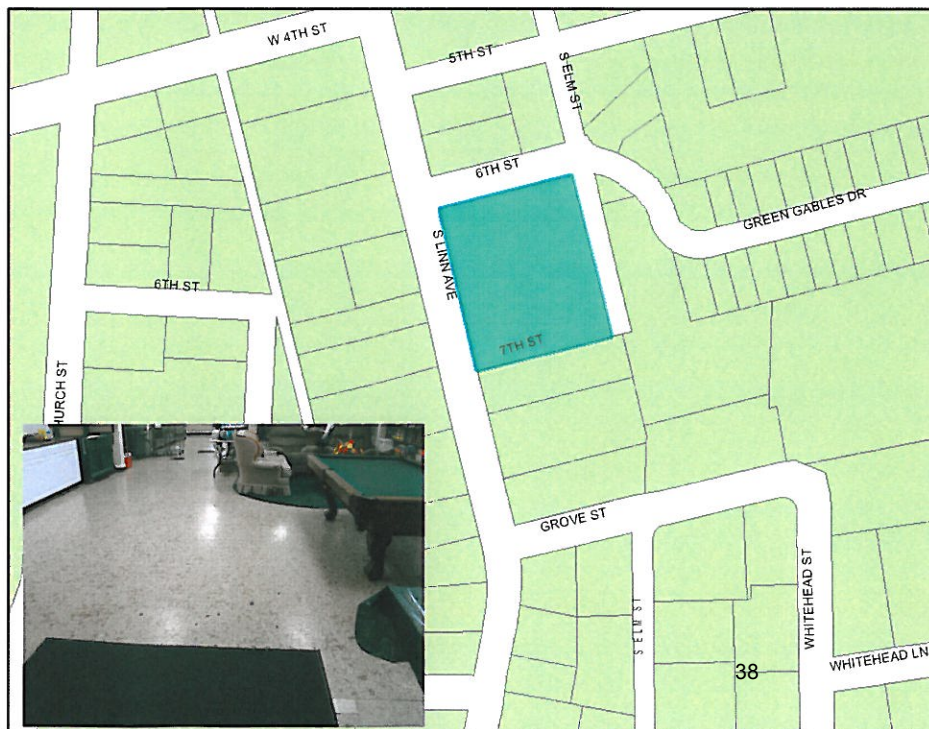 W 4TH ST
5TH ST
S ELM ST
6TH ST
GREEN GABLES DR
S LINN AVE
6TH ST
7TH ST
HURCH ST
GROVE ST
S ELM ST
WHITEHEAD ST
38
WHITEHEAD LN